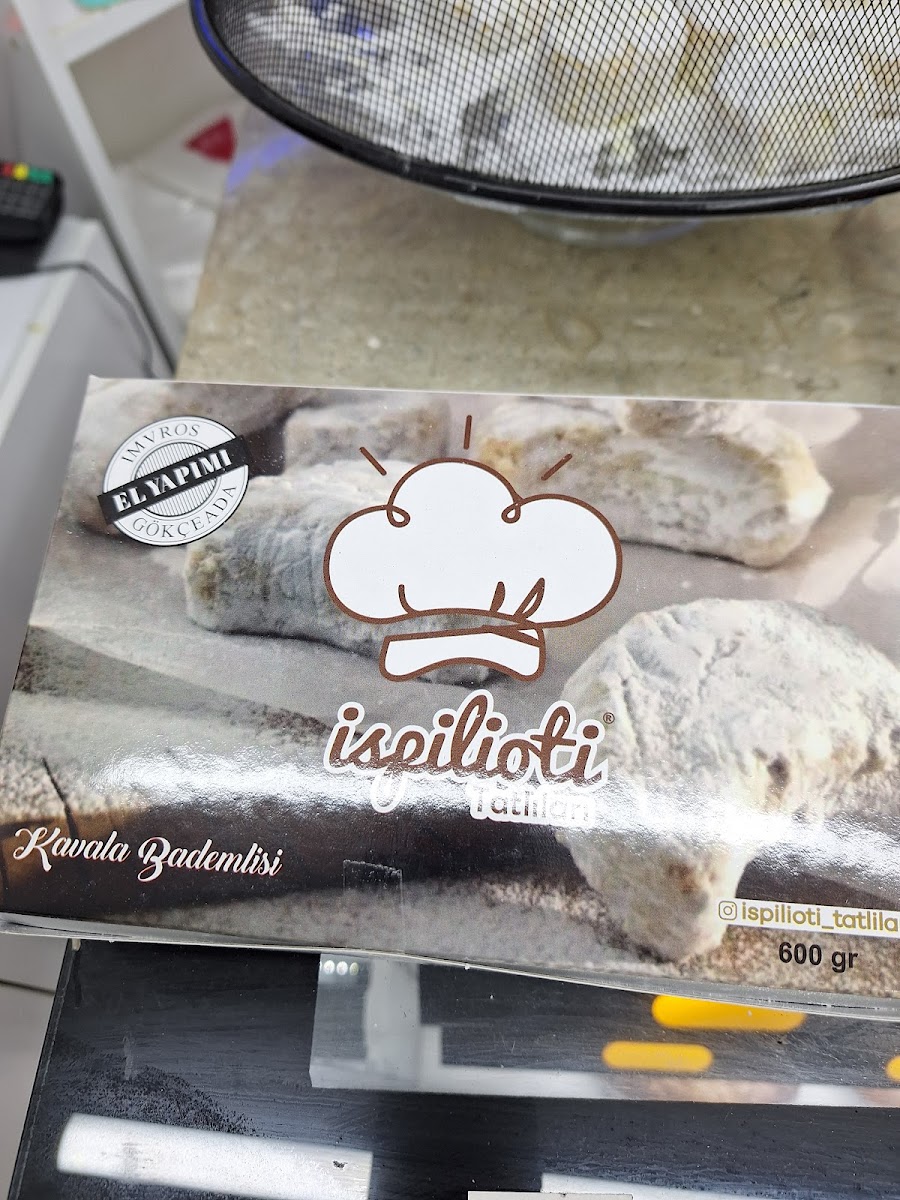 IMVROS
EL YAPIMI
GÖKÇEADA
ispilioti®
Tatlıları
Kavala Bademlisi
ispilioti_tatlila
600 gr